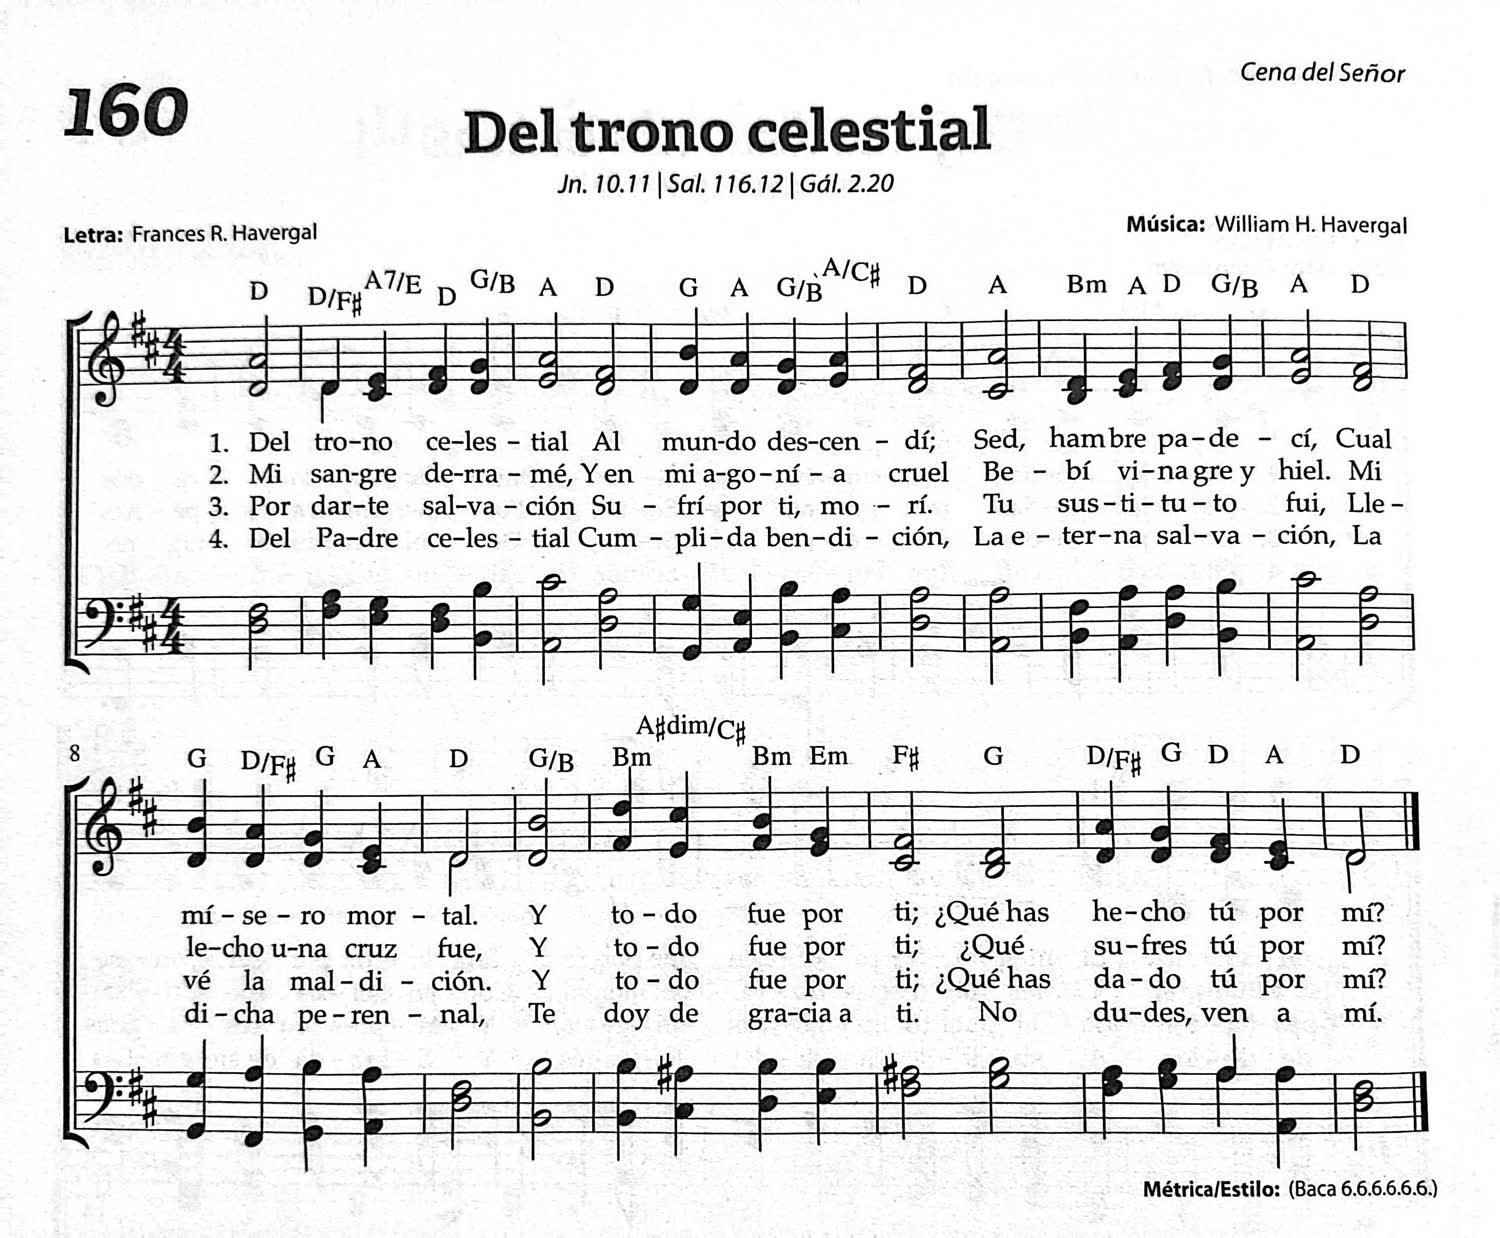 Cena del Señor
160
Del trono celestial
Jn. 10.11 | Sal. 116.12 | Gál. 2.20
Letra: Frances R. Havergal
Música: William H. Havergal
D D/F♯ A7/E D G/B A D G A G/B A/C♯ D A Bm A D G/B A D
1. Del tro-no ce-les-tial Al mun-do des-cen-dí; Sed, hambre pa-de-cí, Cual
2. Mi san-gre de-rra-mé, Y en mi a-go-ní-a cruel Be-bí vi-nagre y hiel. Mi
3. Por dar-te sal-va-ción Su-frí por ti, mo-rí. Tu sus-ti-tu-to fui, Lle-
4. Del Pa-dre ce-les-tial Cum-pli-da ben-di-ción, La e-ter-na sal-va-ción, La
8
G D/F♯ G A D G/B Bm A♯dim/C♯ Bm Em F♯ G D/F♯ G D A D
mí-se-ro mor-tal. Y to-do fue por ti; ¿Qué has he-cho tú por mí?
le-cho u-na cruz fue, Y to-do fue por ti; ¿Qué su-fres tú por mí?
vé la mal-di-ción. Y to-do fue por ti; ¿Qué has da-do tú por mí?
di-cha pe-ren-nal, Te doy de gra-cia a ti. No du-des, ven a mí.
Métrica/Estilo: (Baca 6.6.6.6.6.6.)